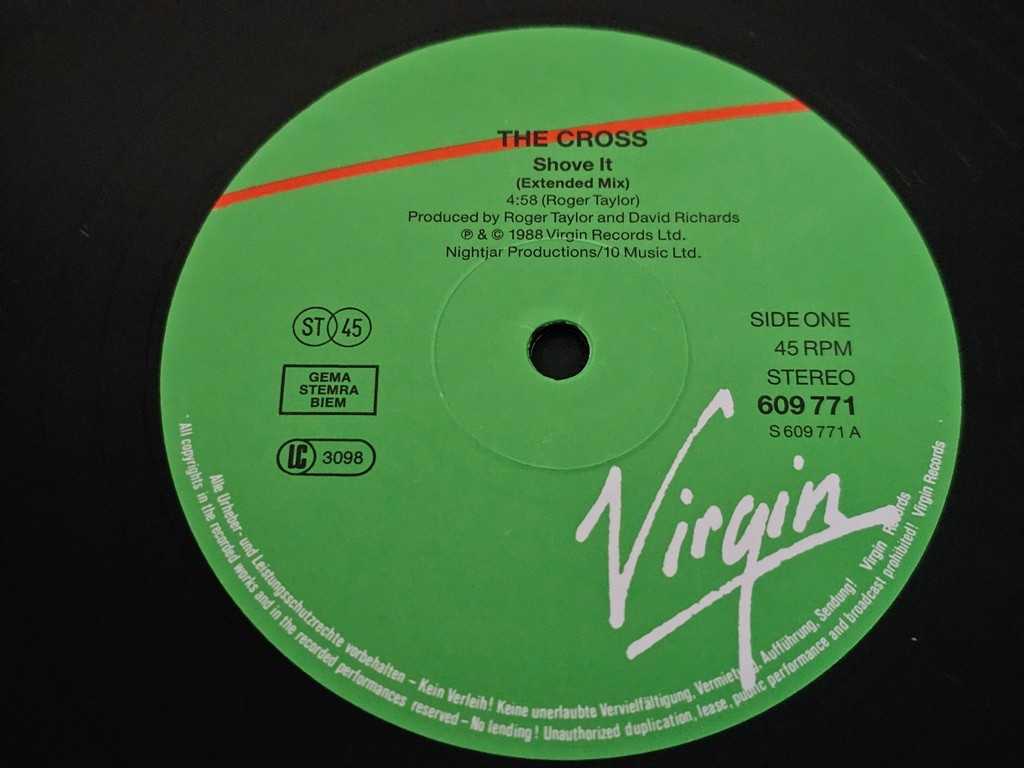 THE CROSS
Shove It
(Extended Mix)
4:58 (Roger Taylor)
Produced by Roger Taylor and David Richards
℗ & © 1988 Virgin Records Ltd.
Nightjar Productions/10 Music Ltd.
ST 45
GEMA
STEMRA
BIEM
LC 3098
SIDE ONE
45 RPM
STEREO
609 771
S 609 771 A
Virgin
Alle Urheber- und Leistungsschutzrechte vorbehalten – Kein Verleih! Keine unerlaubte Vervielfältigung, Vermietung, Aufführung, Sendung! Virgin Records
All copyrights in the recorded works and in the recorded performances reserved – No lending! Unauthorized duplication, lease, public performance and broadcast prohibited! Virgin Records